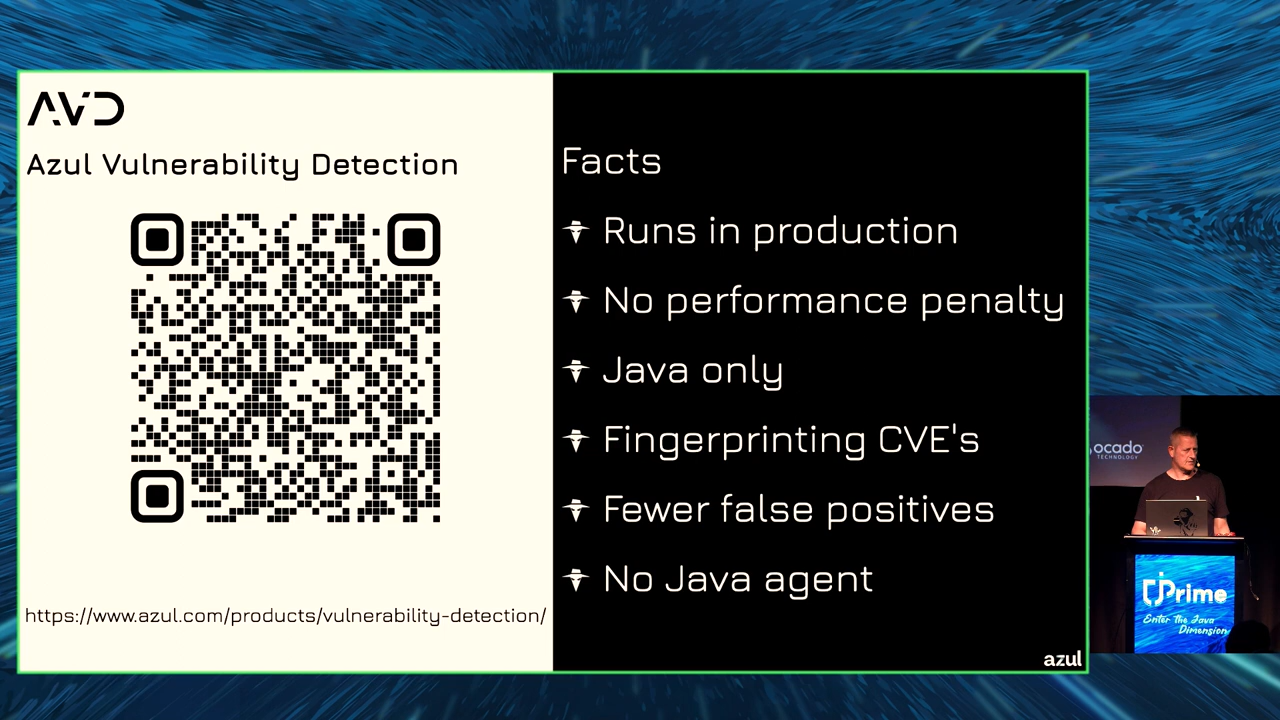 AVD
Azul Vulnerability Detection
https://www.azul.com/products/vulnerability-detection/
Facts
Runs in production
No performance penalty
Java only
Fingerprinting CVE's
Fewer false positives
No Java agent
azul
ocado
TECHNOLOGY
jPrime
Enter the Java
Dimension